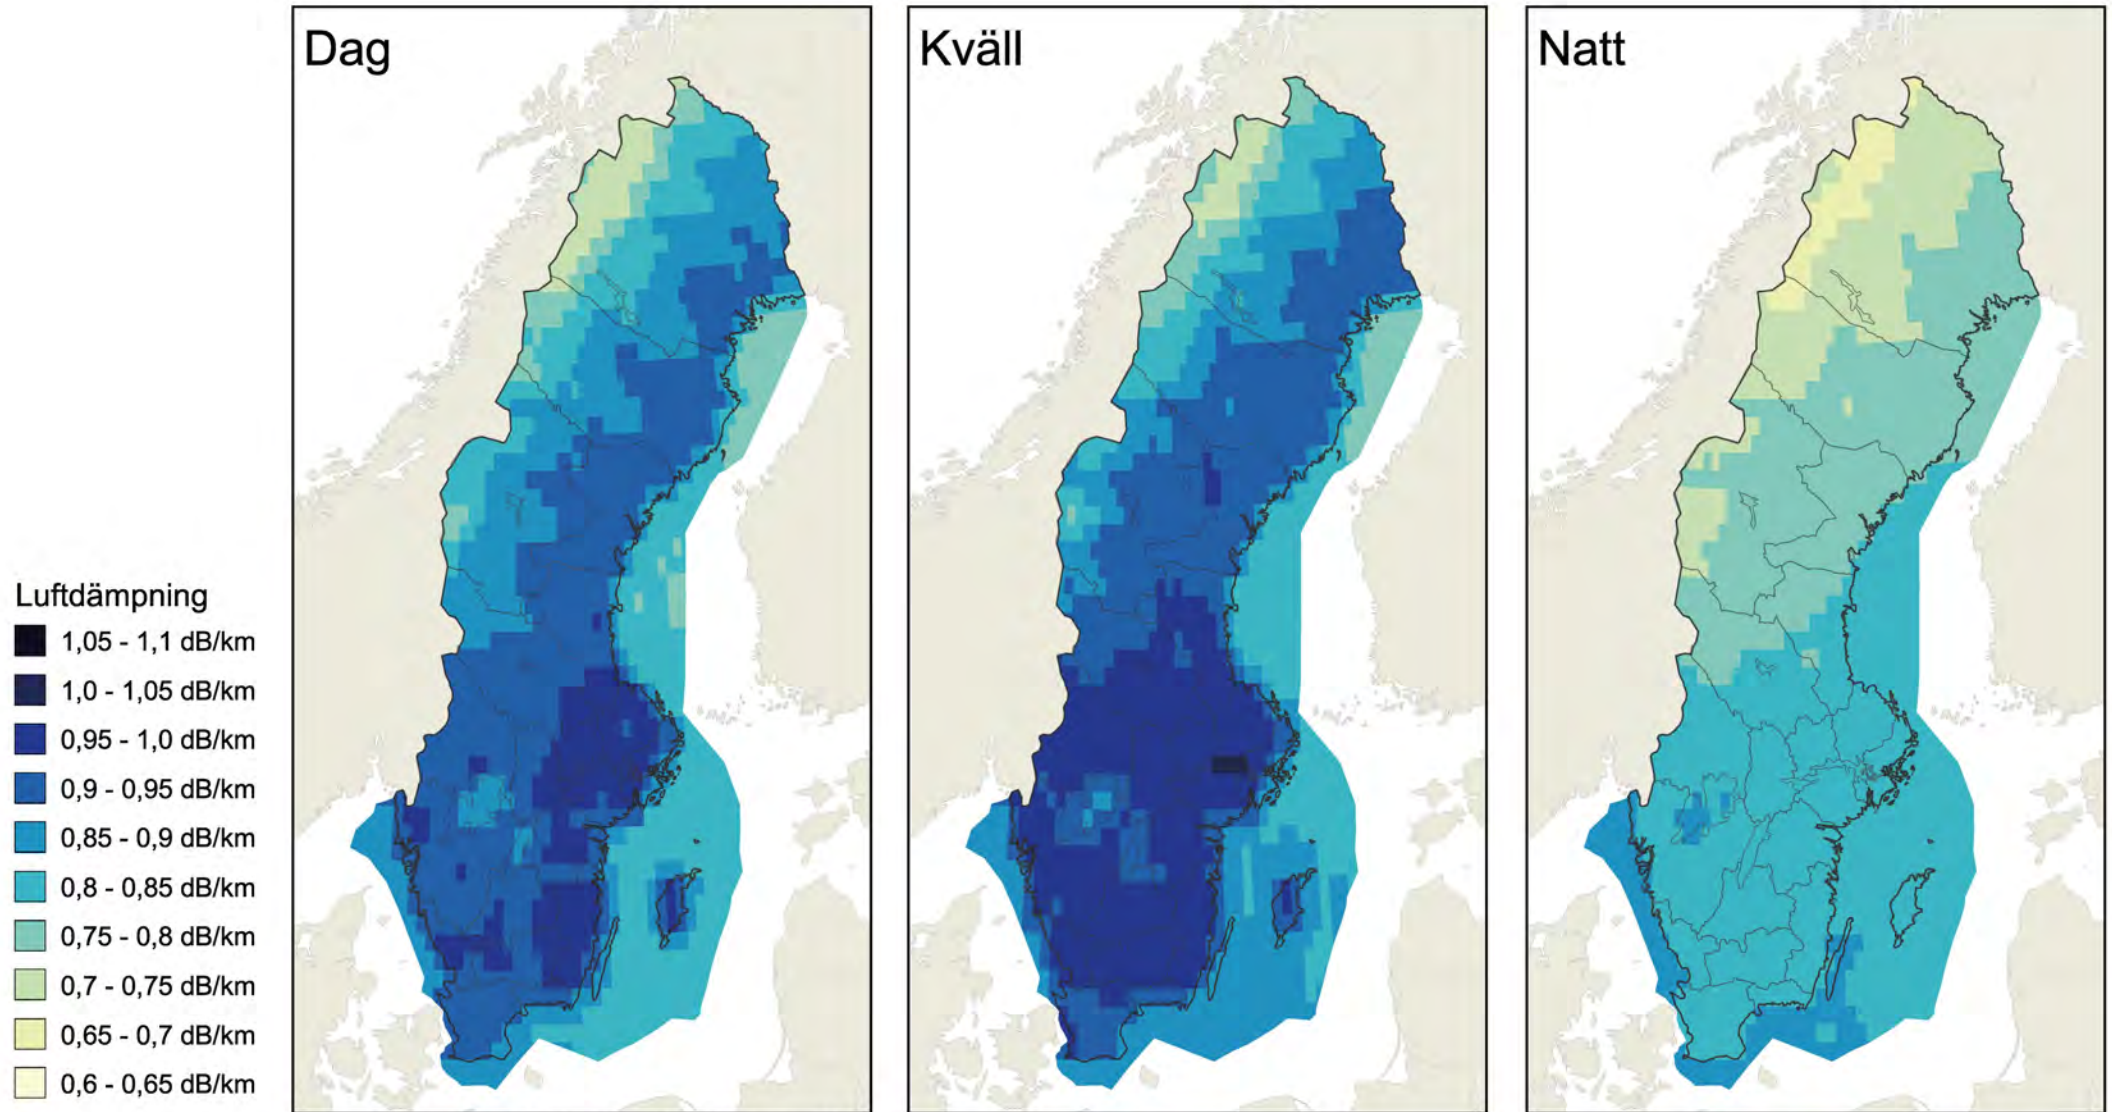 Dag
Kväll
Natt
Luftdämpning
1,05 - 1,1 dB/km
1,0 - 1,05 dB/km
0,95 - 1,0 dB/km
0,9 - 0,95 dB/km
0,85 - 0,9 dB/km
0,8 - 0,85 dB/km
0,75 - 0,8 dB/km
0,7 - 0,75 dB/km
0,65 - 0,7 dB/km
0,6 - 0,65 dB/km